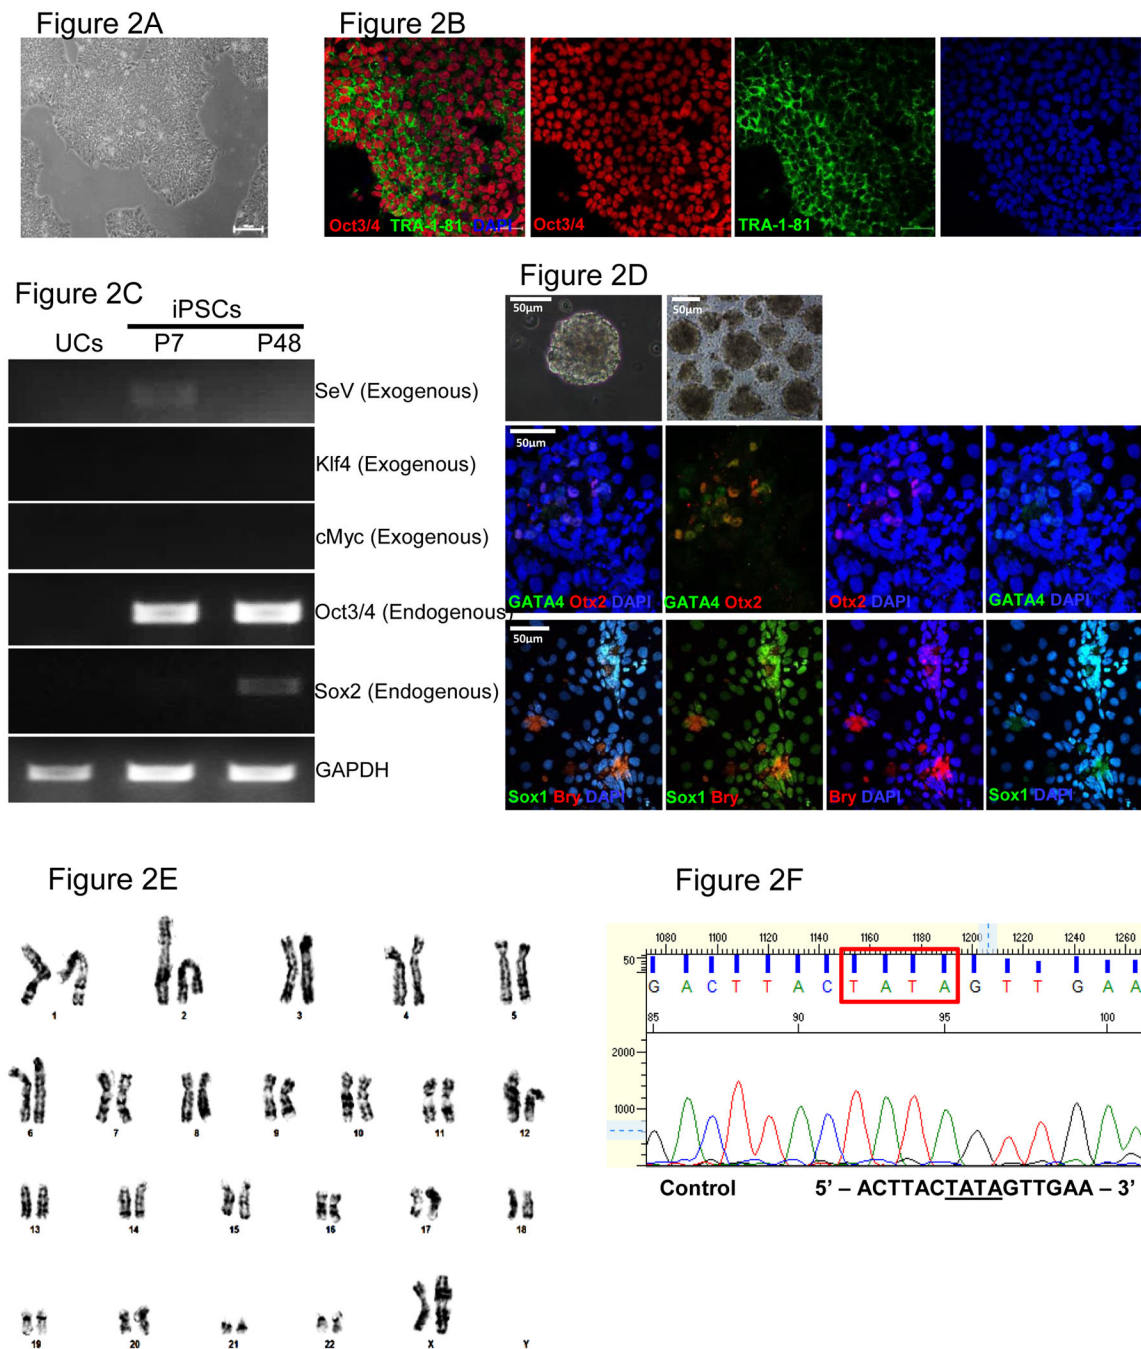 Figure 2A
Figure 2B
Oct3/4 TRA-1-81 DAPI
Oct3/4
TRA-1-81
Figure 2C
iPSCs
UCs P7 P48
SeV (Exogenous)
Klf4 (Exogenous)
cMyc (Exogenous)
Oct3/4 (Endogenous)
Sox2 (Endogenous)
GAPDH
Figure 2D
50µm
50µm
50µm
GATA4 Otx2 DAPI
GATA4 Otx2
Otx2 DAPI
GATA4 DAPI
50µm
Sox1 Bry DAPI
Sox1 Bry
Bry DAPI
Sox1 DAPI
Figure 2E
1 2 3 4 5
6 7 8 9 10 11 12
13 14 15 16 17 18
19 20 21 22 X Y
Figure 2F
1080 1100 1120 1140 1160 1180 1200 1220 1240 1260
50
G A C T T A C T A T A G T T G A A
85 90 95 100
2000
1000
Control 5' – ACTTACTATAGTTGAA – 3'